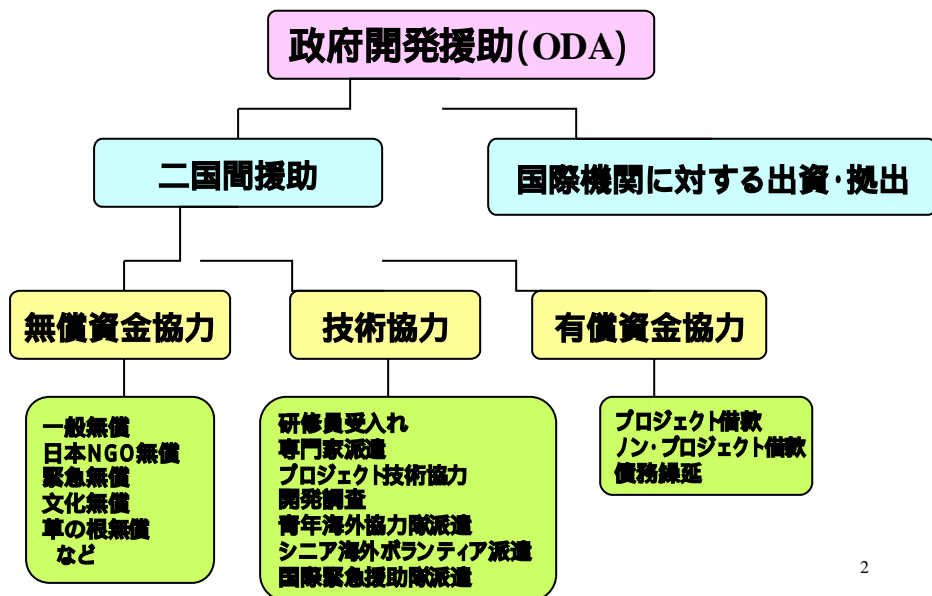 政府開発援助(ODA)
二国間援助
国際機関に対する出資・拠出
無償資金協力
技術協力
有償資金協力
一般無償
日本NGO無償
緊急無償
文化無償
草の根無償
など
研修員受入れ
専門家派遣
プロジェクト技術協力
開発調査
青年海外協力隊派遣
シニア海外ボランティア派遣
国際緊急援助隊派遣
プロジェクト借款
ノン・プロジェクト借款
債務繰延
2